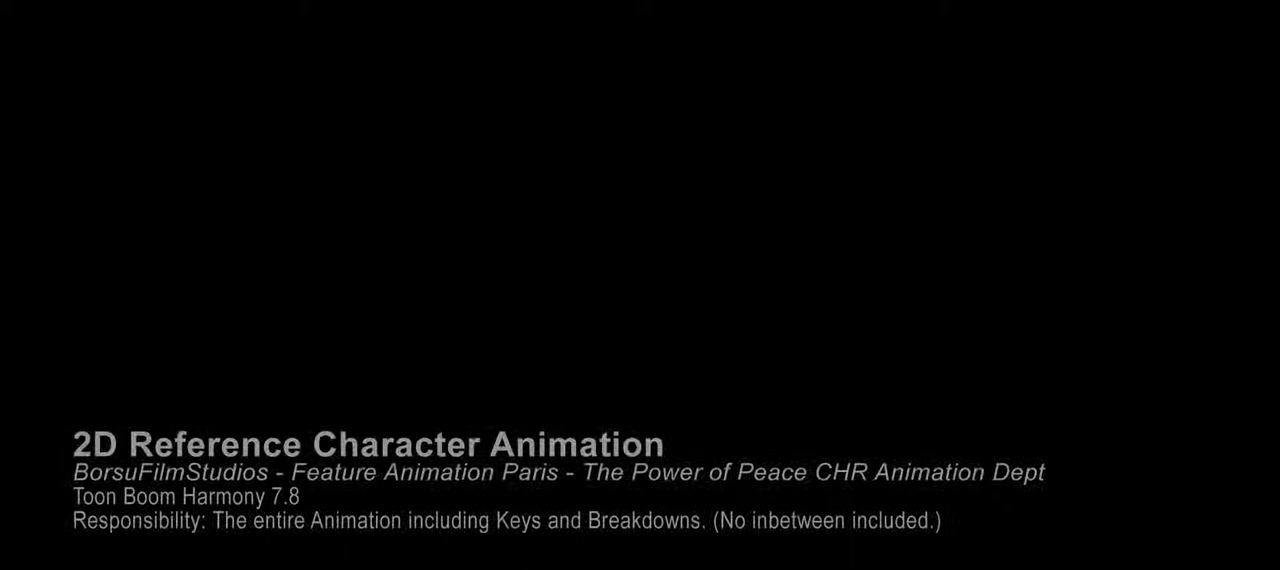 2D Reference Character Animation
BorsuFilmStudios - Feature Animation Paris - The Power of Peace CHR Animation Dept
Toon Boom Harmony 7.8
Responsibility: The entire Animation including Keys and Breakdowns. (No inbetween included.)